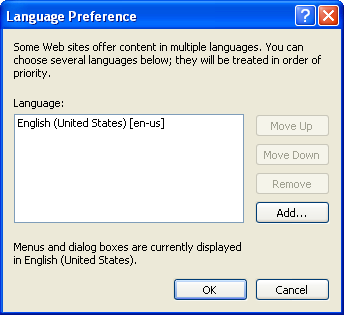 Language Preference
Some Web sites offer content in multiple languages. You can
choose several languages below; they will be treated in order of
priority.
Language:
English (United States) [en-us]
Move Up
Move Down
Remove
Add...
Menus and dialog boxes are currently displayed
in English (United States).
OK
Cancel